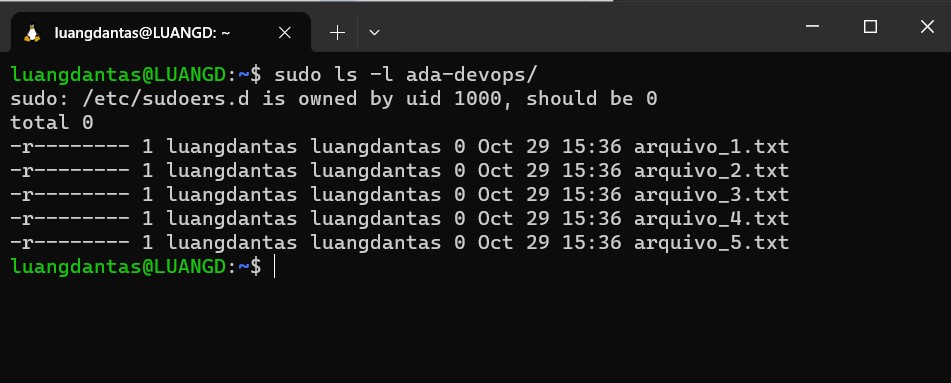 luangdantas@LUANGD: ~
luangdantas@LUANGD:~$ sudo ls -l ada-devops/
sudo: /etc/sudoers.d is owned by uid 1000, should be 0
total 0
-r-------- 1 luangdantas luangdantas 0 Oct 29 15:36 arquivo_1.txt
-r-------- 1 luangdantas luangdantas 0 Oct 29 15:36 arquivo_2.txt
-r-------- 1 luangdantas luangdantas 0 Oct 29 15:36 arquivo_3.txt
-r-------- 1 luangdantas luangdantas 0 Oct 29 15:36 arquivo_4.txt
-r-------- 1 luangdantas luangdantas 0 Oct 29 15:36 arquivo_5.txt
luangdantas@LUANGD:~$